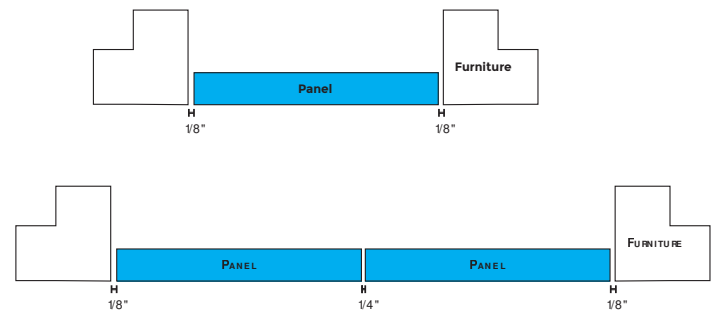 Furniture
Panel
1/8"
1/8"
FURNITURE
PANEL
PANEL
1/8"
1/4"
1/8"